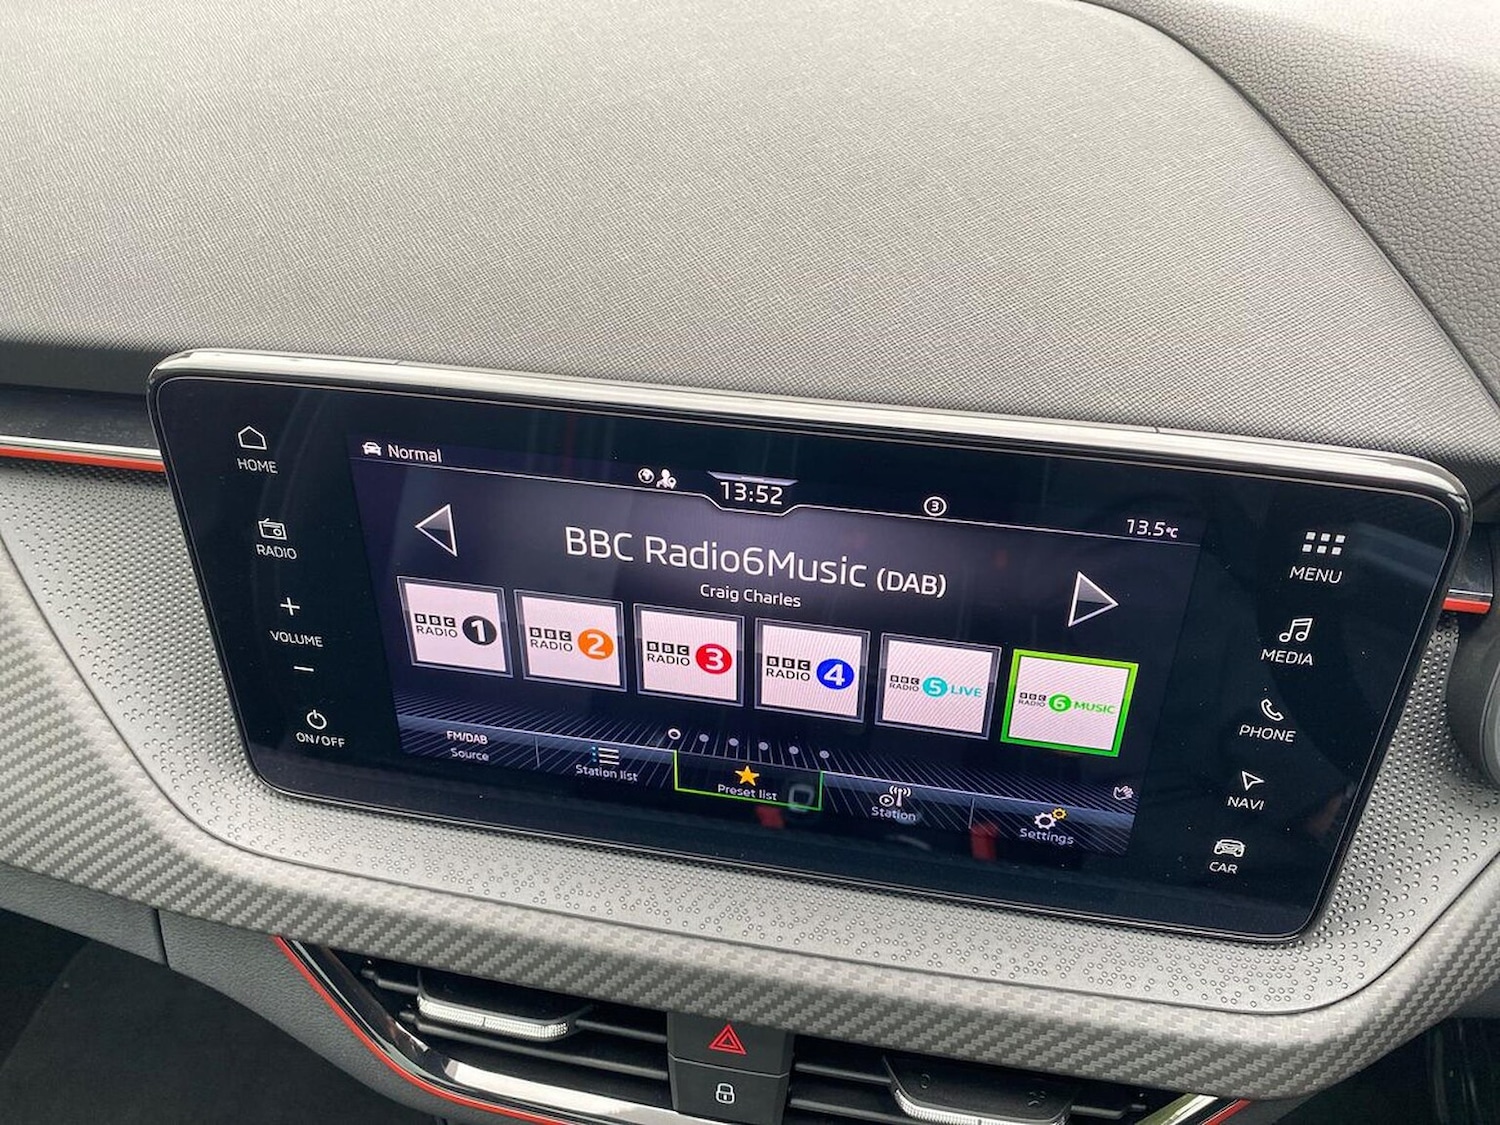 HOME
RADIO
+
VOLUME
−
ON/OFF
Normal
13:52
3
13.5°C
BBC Radio6Music (DAB)
Craig Charles
BBC
RADIO 1
BBC
RADIO 2
BBC
RADIO 3
BBC
RADIO 4
BBC
RADIO 5 LIVE
BBC
RADIO 6 MUSIC
FM/DAB
Source
Station list
Preset list
Station
Settings
MENU
MEDIA
PHONE
NAVI
CAR